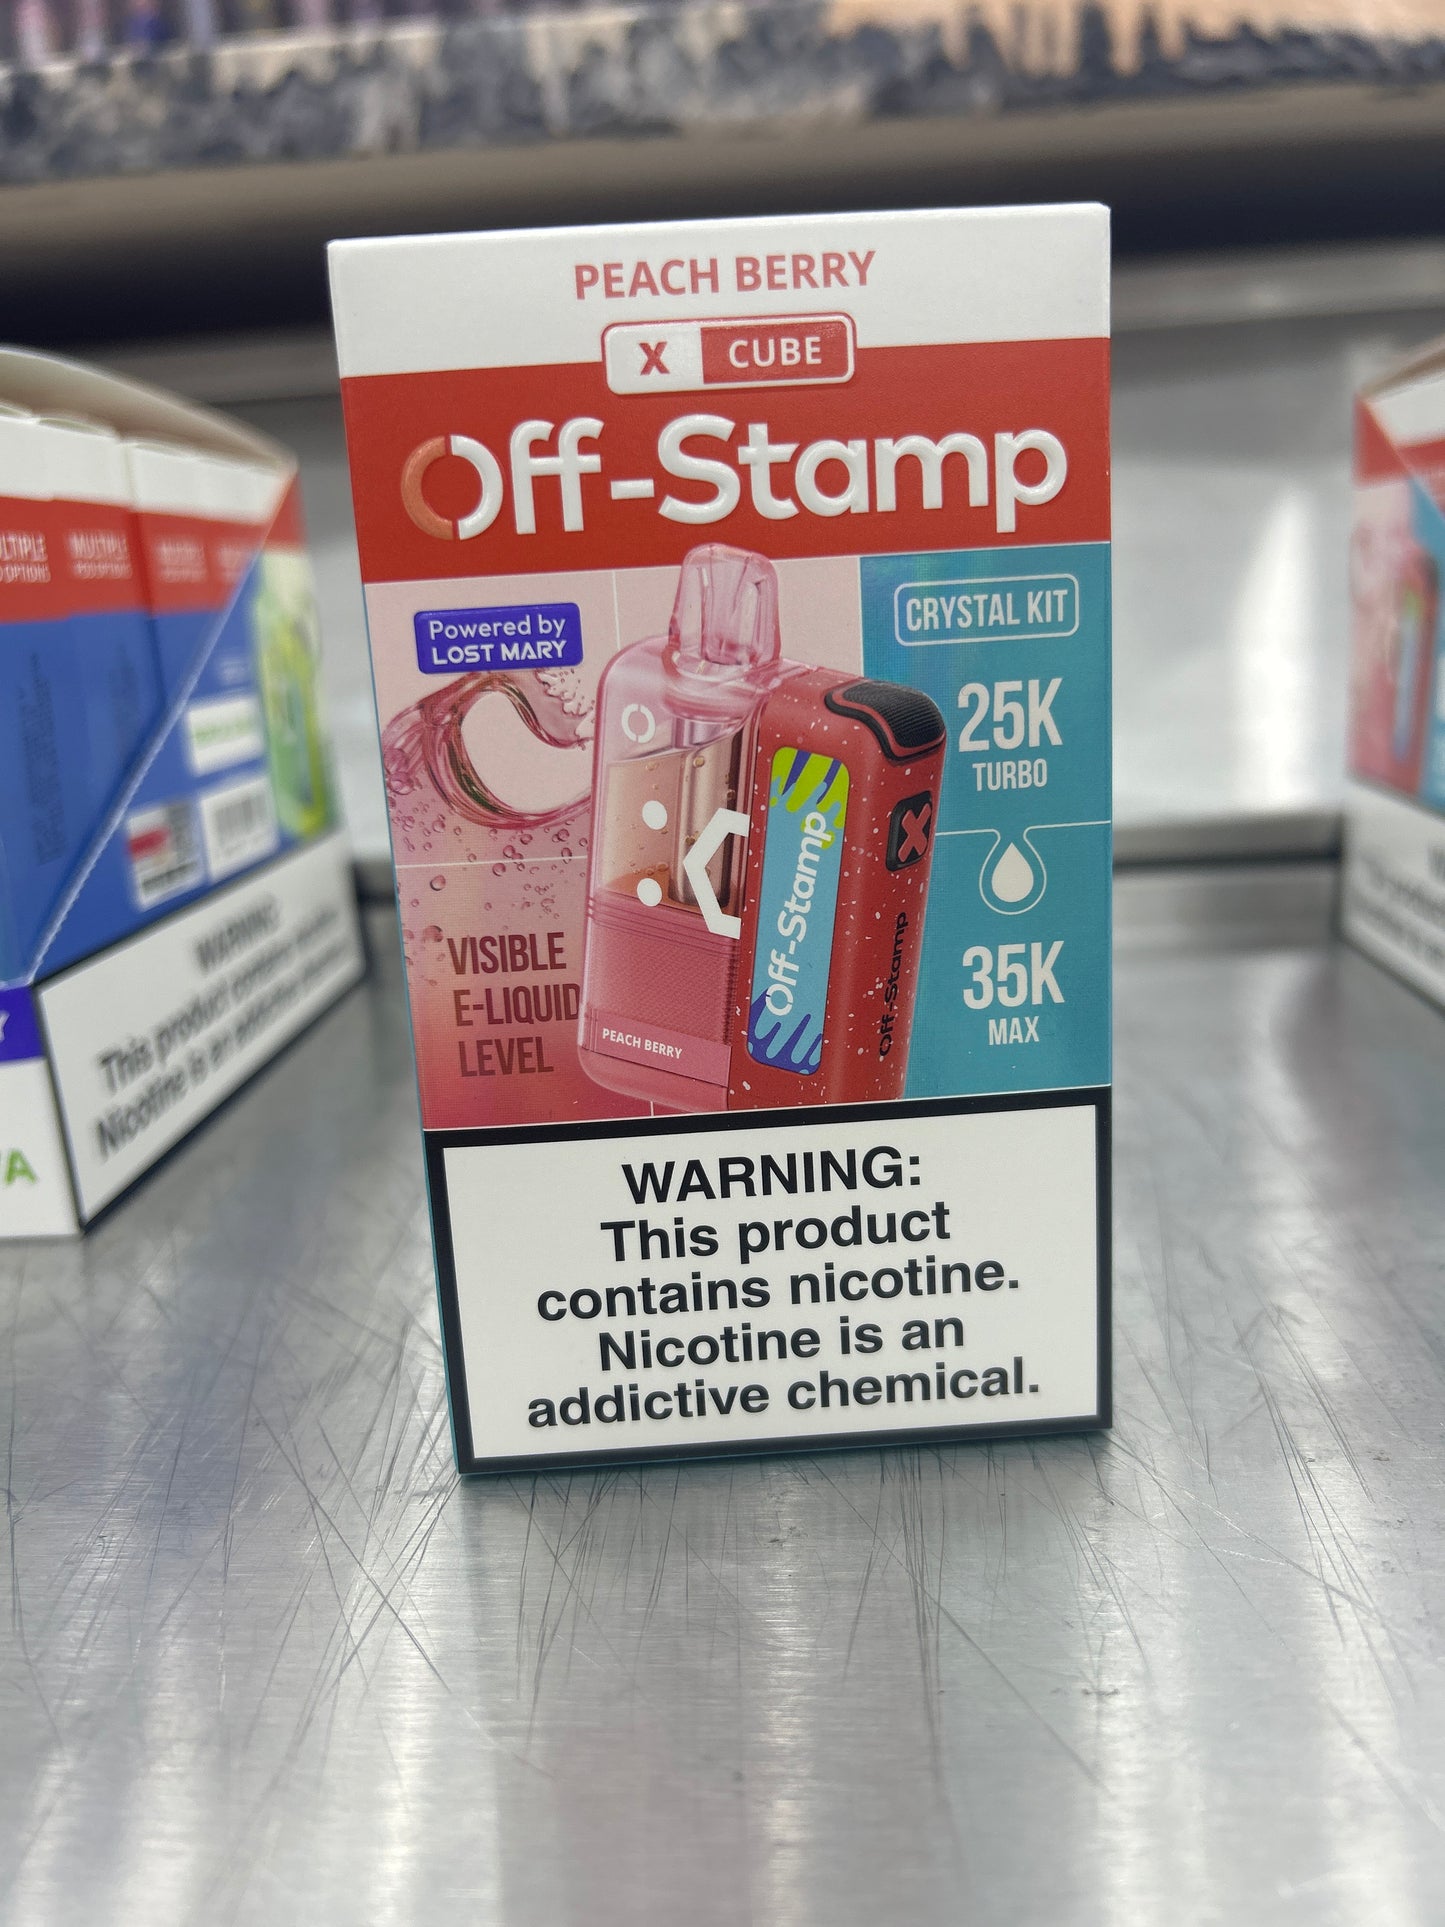 PEACH BERRY
X CUBE
Off-Stamp
Powered by
LOST MARY
CRYSTAL KIT
25K
TURBO
35K
MAX
VISIBLE
E-LIQUID
LEVEL
PEACH BERRY
Off-Stamp
X
Off-Stamp
WARNING:
This product
contains nicotine.
Nicotine is an
addictive chemical.
MULTIPLE
WARNING
This product
Nicotine is